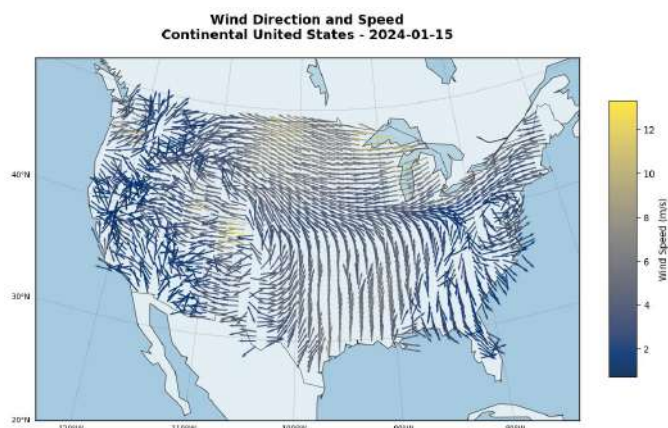 Wind Direction and Speed
Continental United States - 2024-01-15
40°N
30°N
20°N
12
10
8
6
4
2
Wind Speed (m/s)